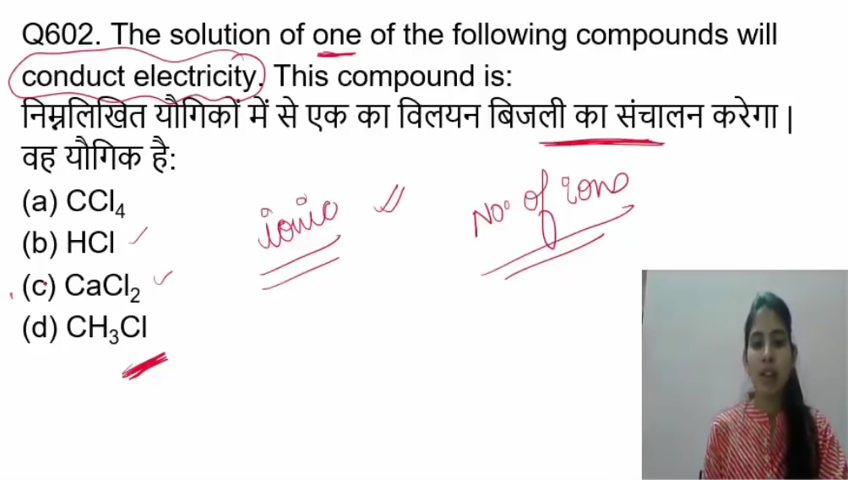 Q602. The solution of one of the following compounds will
conduct electricity. This compound is:
निम्नलिखित यौगिकों में से एक का विलयन बिजली का संचालन करेगा |
वह यौगिक है:
(a) CCl₄
(b) HCl
(c) CaCl₂
(d) CH₃Cl
ionic
No. of ions